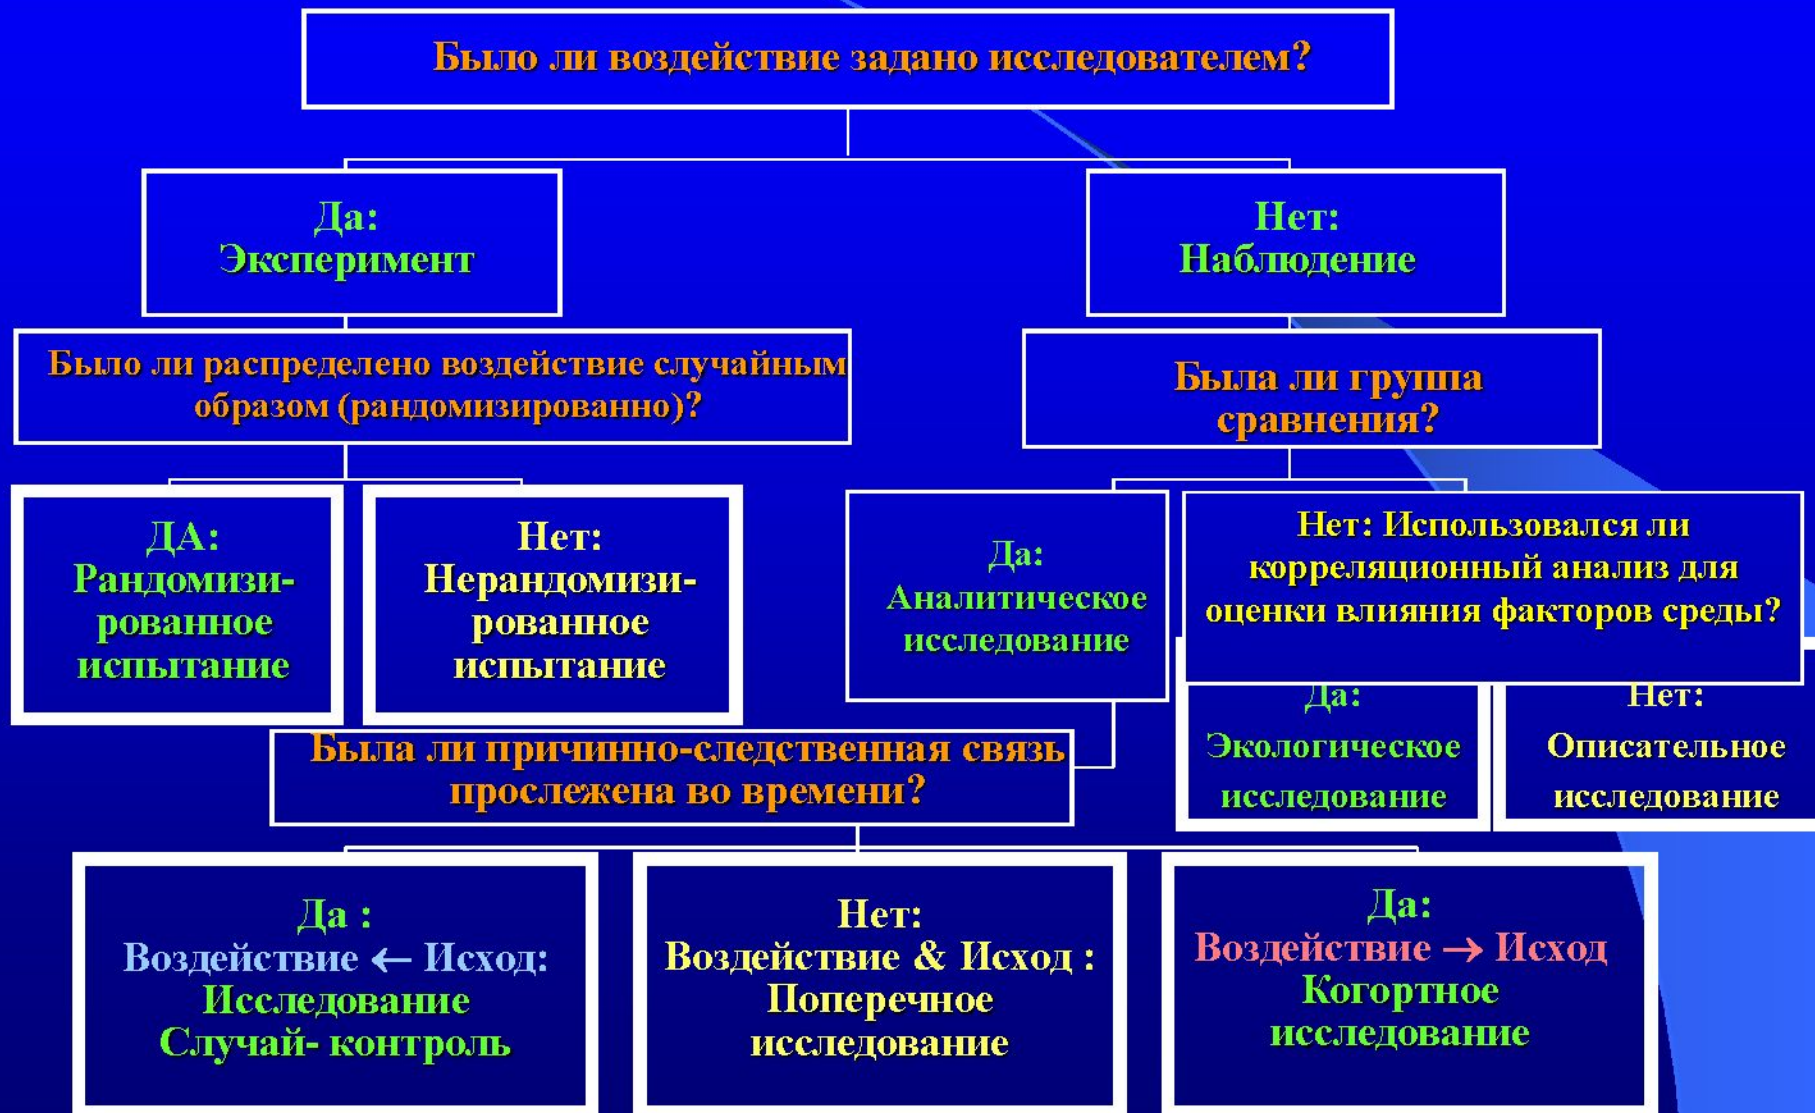 Было ли воздействие задано исследователем?
Да:
Эксперимент
Нет:
Наблюдение
Было ли распределено воздействие случайным
образом (рандомизированно)?
Была ли группа
сравнения?
ДА:
Рандомизи-
рованное
испытание
Нет:
Нерандомизи-
рованное
испытание
Да:
Аналитическое
исследование
Нет: Использовался ли
корреляционный анализ для
оценки влияния факторов среды?
Да:
Экологическое
исследование
Нет:
Описательное
исследование
Была ли причинно-следственная связь
прослежена во времени?
Да :
Воздействие ← Исход:
Исследование
Случай- контроль
Нет:
Воздействие & Исход :
Поперечное
исследование
Да:
Воздействие → Исход
Когортное
исследование